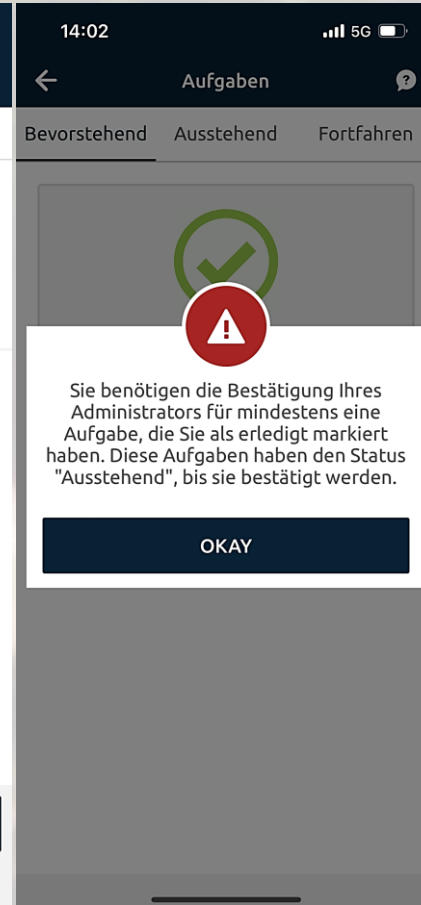 14:02
5G
Aufgaben
?
Bevorstehend Ausstehend Fortfahren
Sie benötigen die Bestätigung Ihres
Administrators für mindestens eine
Aufgabe, die Sie als erledigt markiert
haben. Diese Aufgaben haben den Status
"Ausstehend", bis sie bestätigt werden.
OKAY